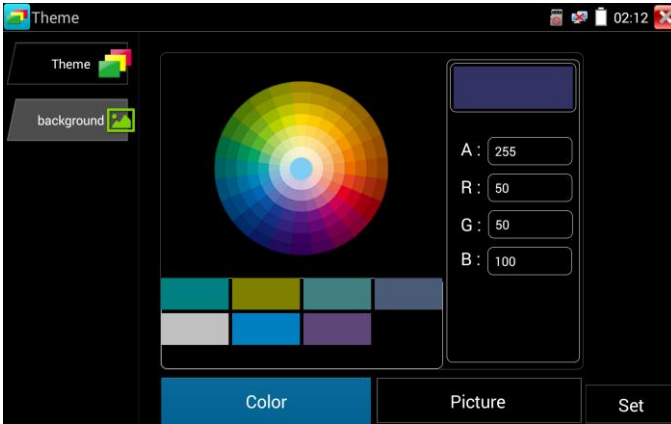 Theme
02:12
Theme
background
A : 255
R : 50
G : 50
B : 100
Color
Picture
Set